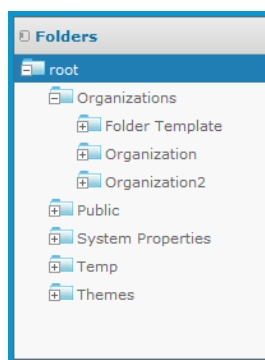 Folders
root
Organizations
Folder Template
Organization
Organization2
Public
System Properties
Temp
Themes